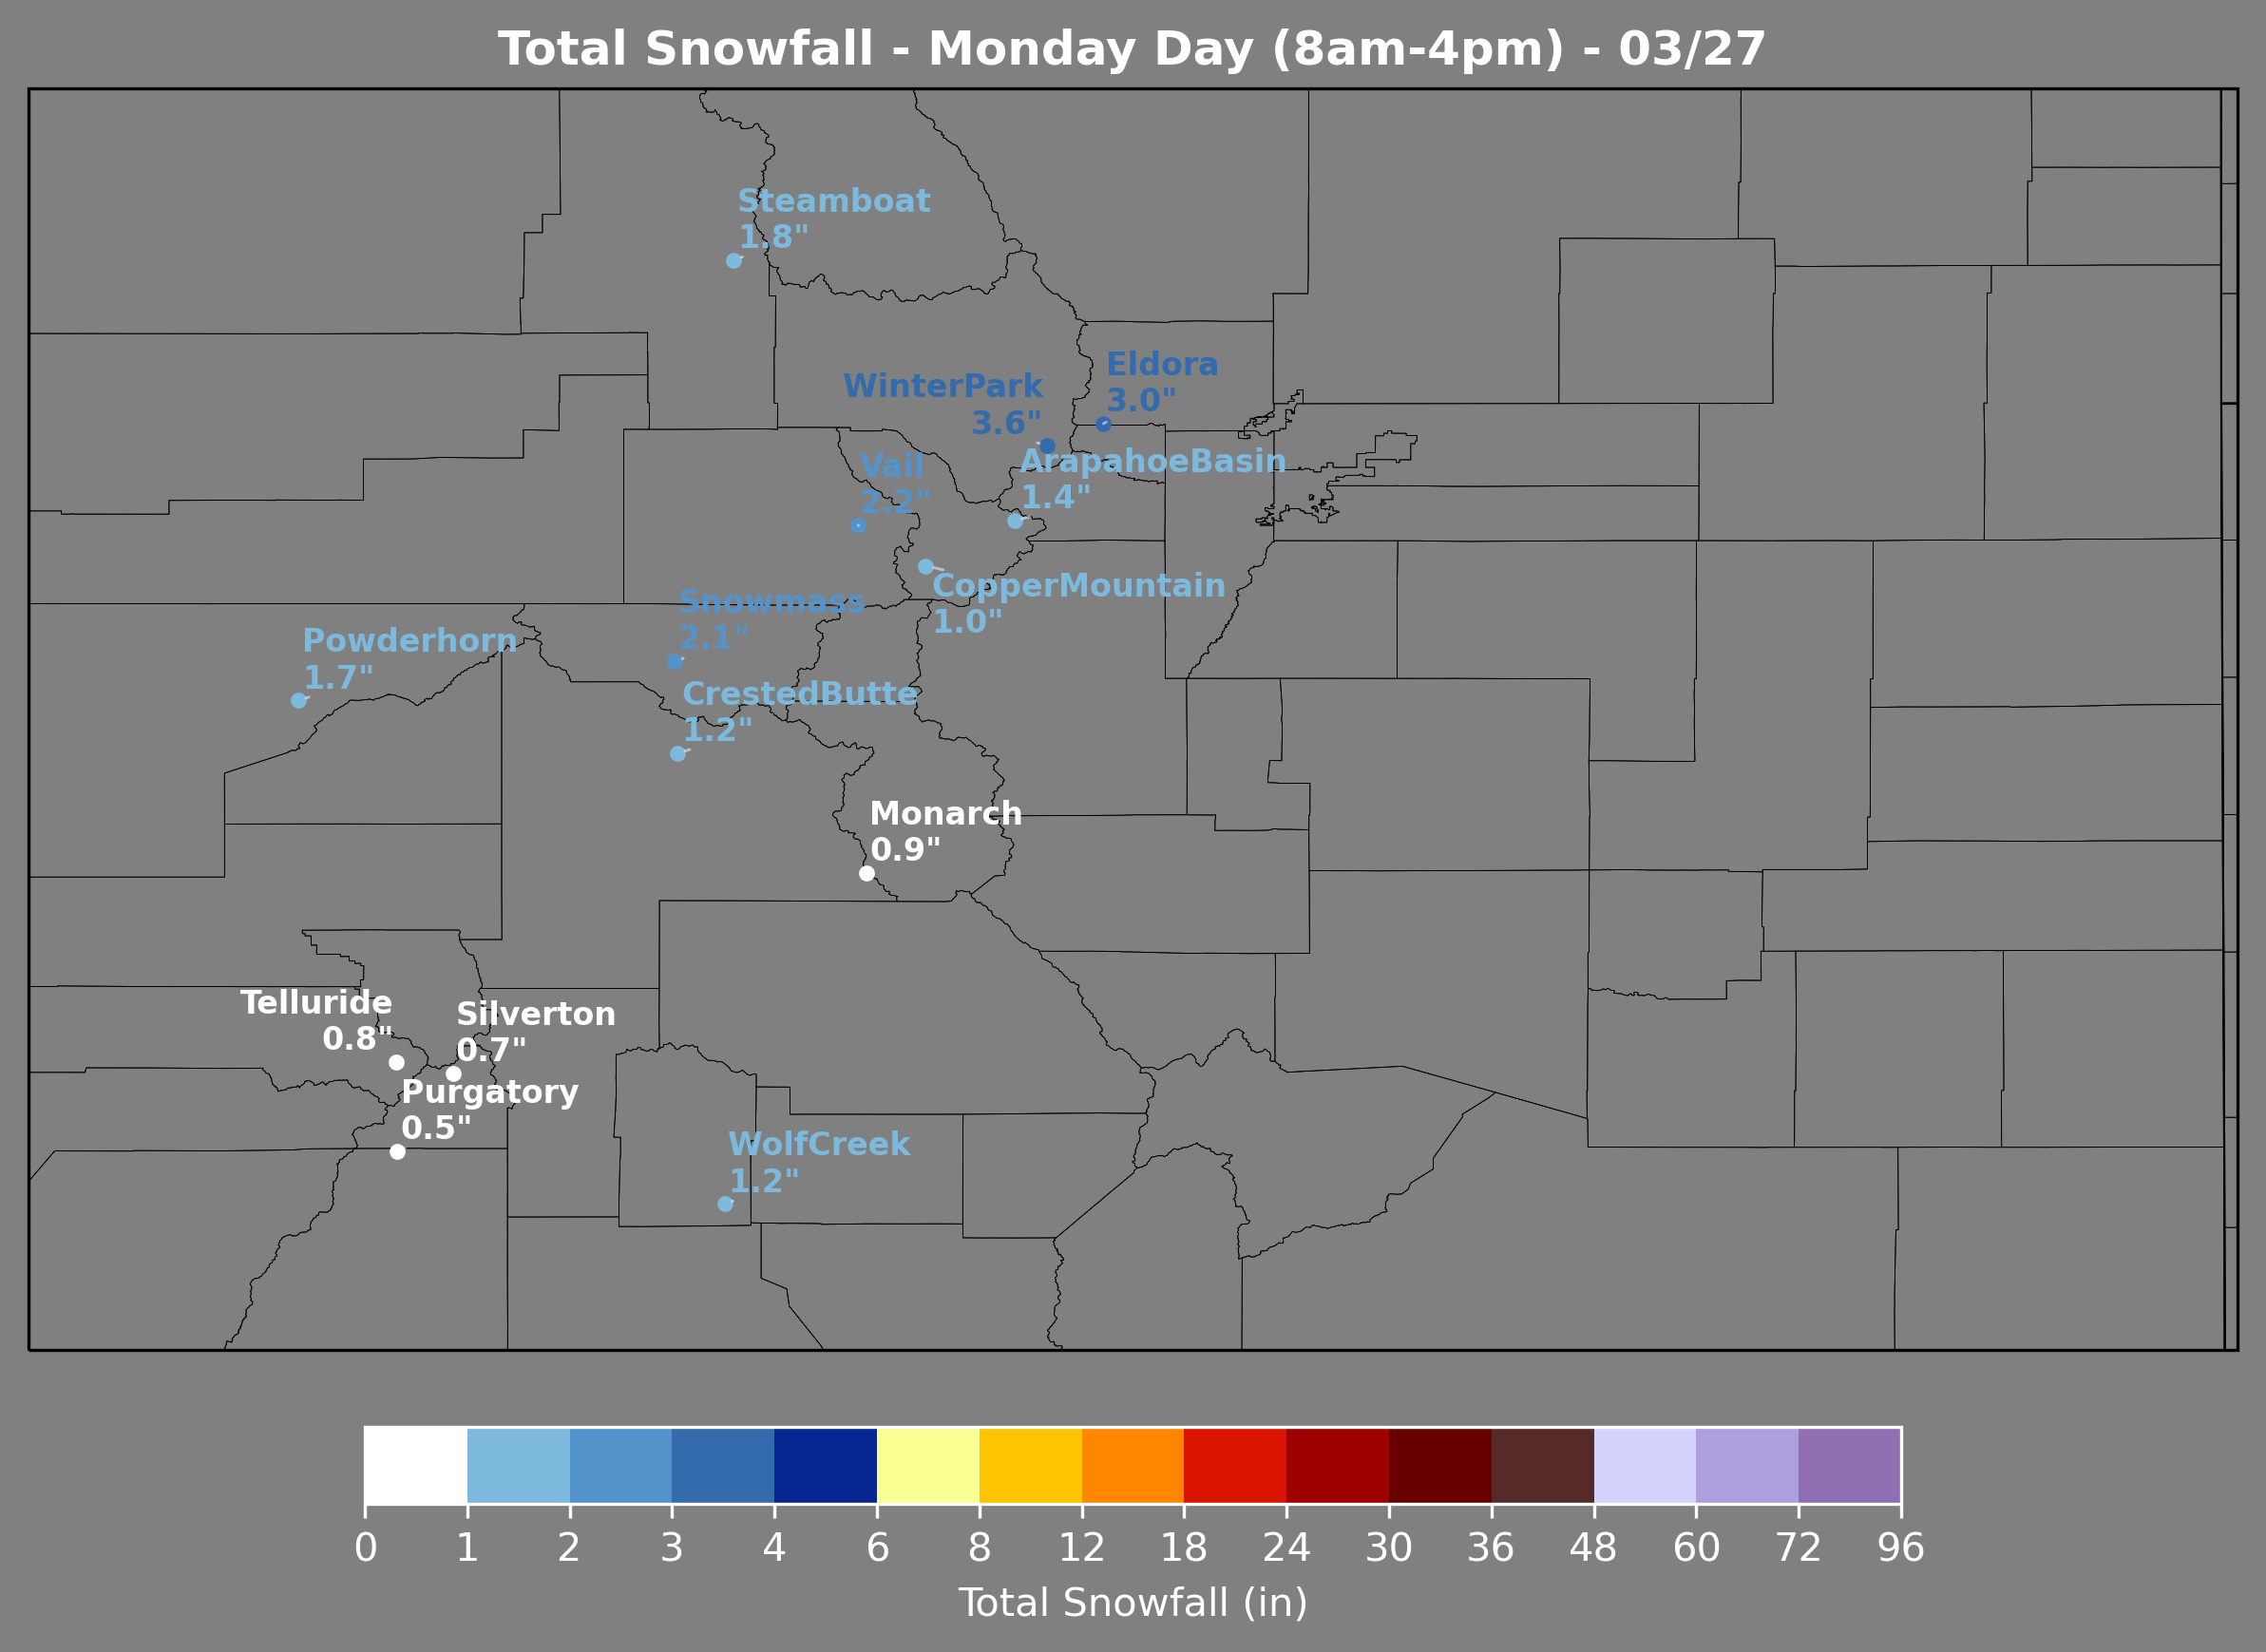 Total Snowfall - Monday Day (8am-4pm) - 03/27
Steamboat
1.8"
Eldora
3.0"
WinterPark
3.6"
ArapahoeBasin
1.4"
Vail
2.2"
CopperMountain
1.0"
Snowmass
2.1"
Powderhorn
1.7"
CrestedButte
1.2"
Monarch
0.9"
Telluride
0.8"
Silverton
0.7"
Purgatory
0.5"
WolfCreek
1.2"
0 1 2 3 4 6 8 12 18 24 30 36 48 60 72 96
Total Snowfall (in)